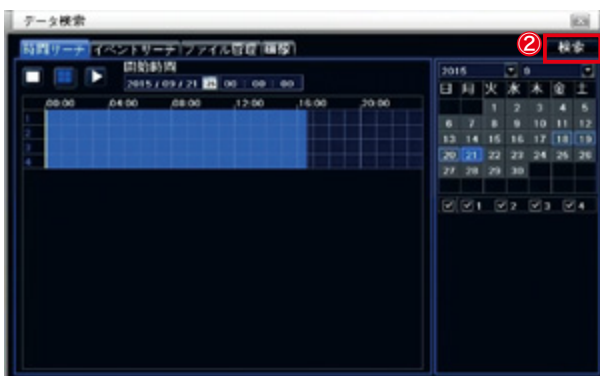 データ検索
時間サーチ イベントサーチ ファイル管理 画像
② 検索
開始時間
2015 / 09 / 21 00 : 00 : 00
00:00 04:00 08:00 12:00 16:00 20:00
1
2
3
4
2015 9
日 月 火 水 木 金 土
1 2 3 4 5
6 7 8 9 10 11 12
13 14 15 16 17 18 19
20 21 22 23 24 25 26
27 28 29 30
1 2 3 4